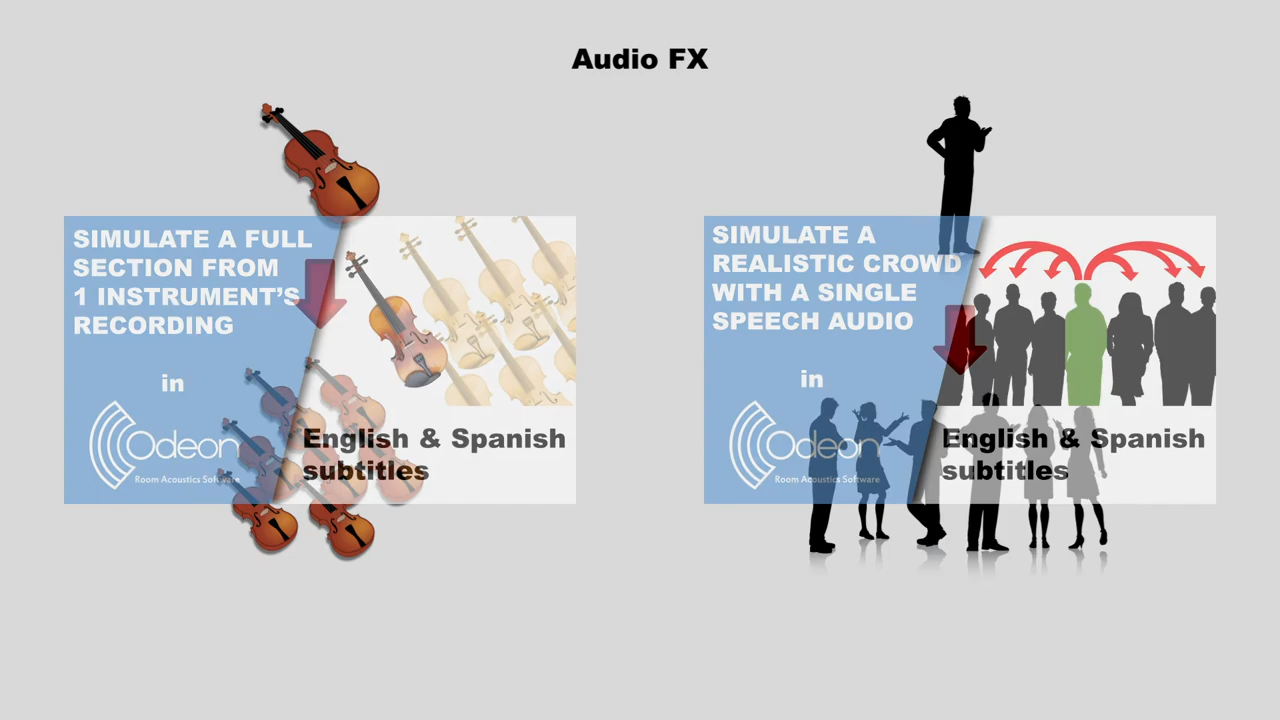 Audio FX
SIMULATE A FULL
SECTION FROM
1 INSTRUMENT'S
RECORDING
in
Odeon
Room Acoustics Software
English & Spanish
subtitles
SIMULATE A
REALISTIC CROWD
WITH A SINGLE
SPEECH AUDIO
in
Odeon
Room Acoustics Software
English & Spanish
subtitles